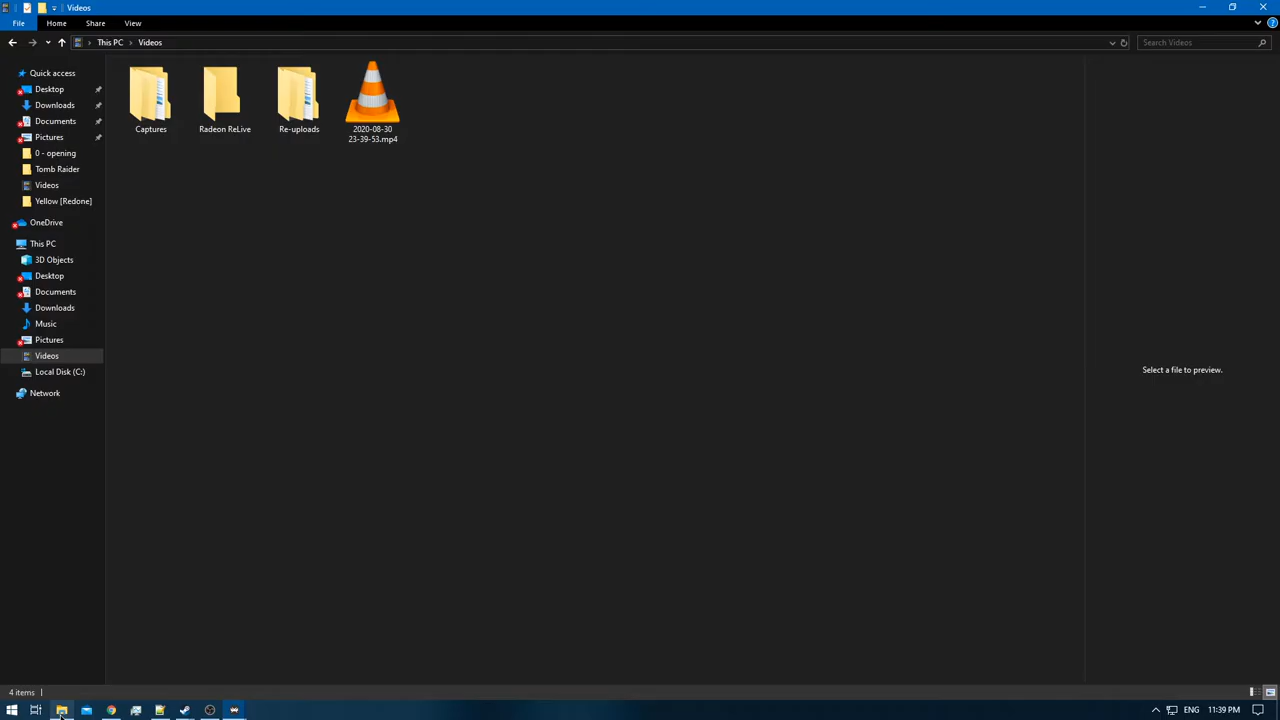 Videos
File Home Share View
This PC Videos
Search Videos
Quick access
Desktop
Downloads
Documents
Pictures
0 - opening
Tomb Raider
Videos
Yellow [Redone]
OneDrive
This PC
3D Objects
Desktop
Documents
Downloads
Music
Pictures
Videos
Local Disk (C:)
Network
Captures
Radeon ReLive
Re-uploads
2020-08-30
23-39-53.mp4
Select a file to preview.
4 items
ENG 11:39 PM